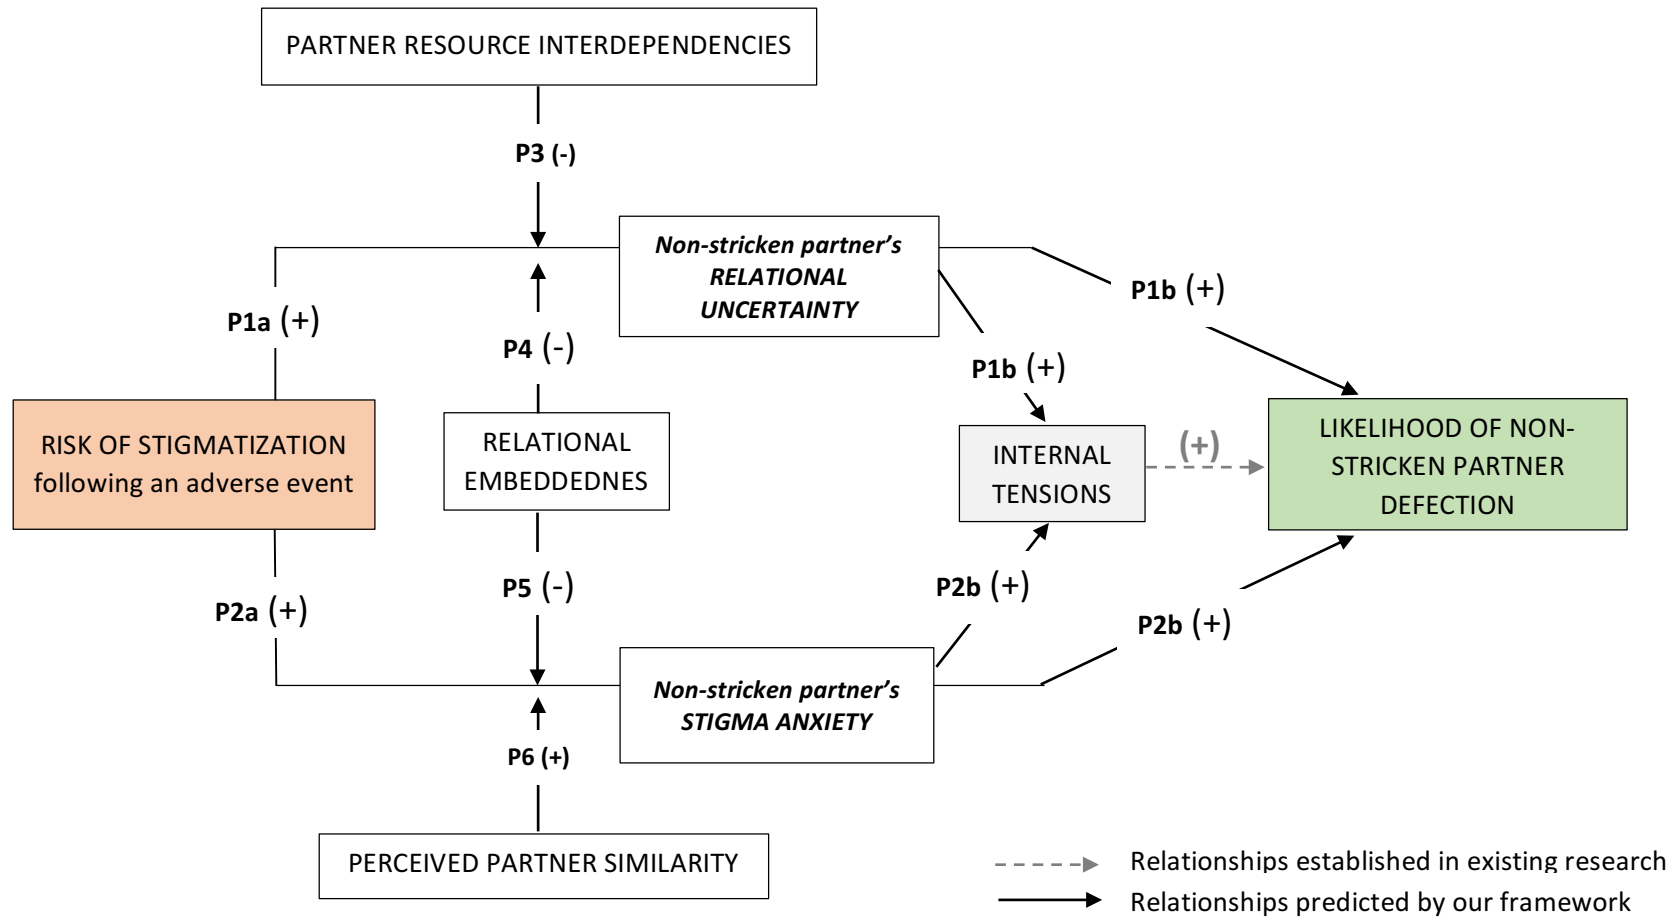 PARTNER RESOURCE INTERDEPENDENCIES
P3 (-)
Non-stricken partner’s
RELATIONAL
UNCERTAINTY
P1a (+)
P4 (-)
P1b (+)
P1b (+)
RISK OF STIGMATIZATION
following an adverse event
RELATIONAL
EMBEDDEDNES
INTERNAL
TENSIONS
(+)
LIKELIHOOD OF NON-
STRICKEN PARTNER
DEFECTION
P2a (+)
P5 (-)
P2b (+)
P2b (+)
Non-stricken partner’s
STIGMA ANXIETY
P6 (+)
PERCEIVED PARTNER SIMILARITY
Relationships established in existing research
Relationships predicted by our framework